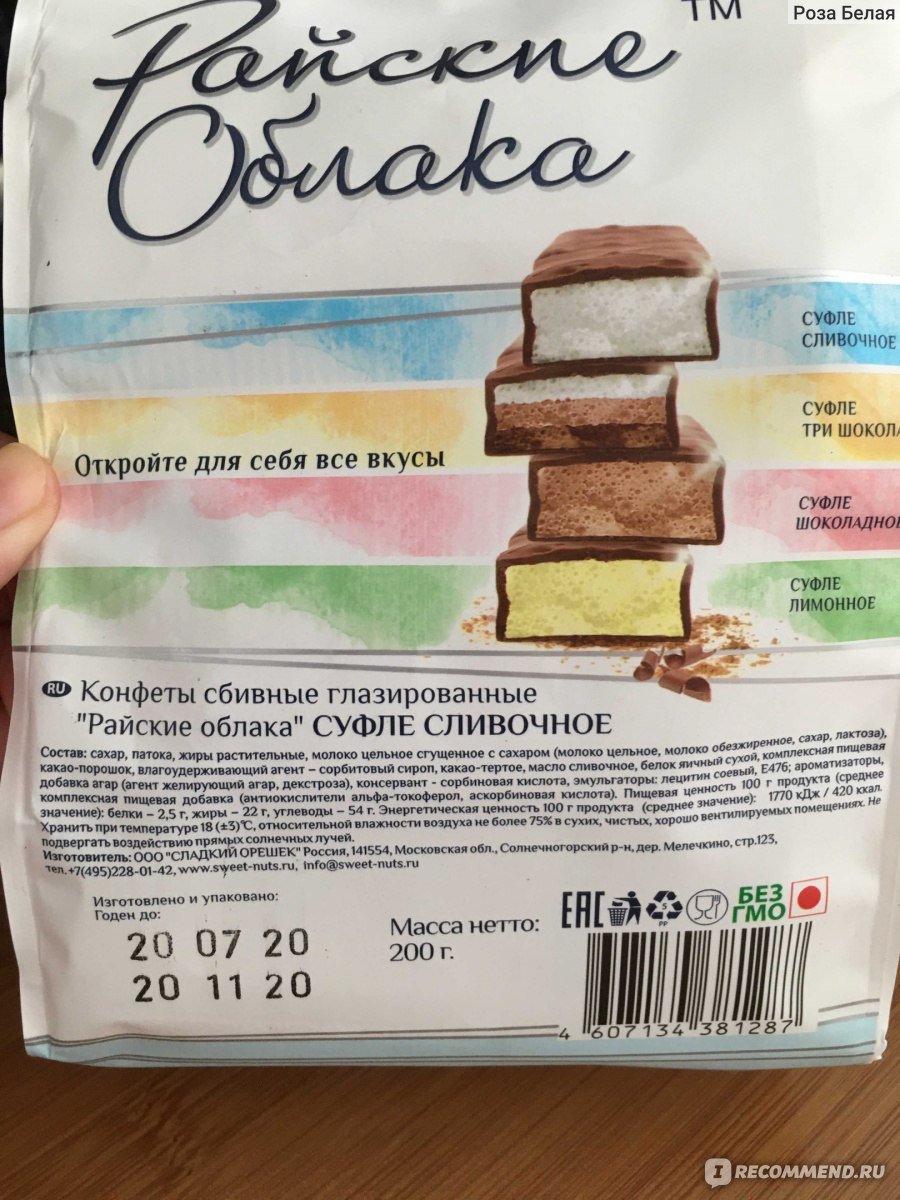 Роза Белая
Райские TM
Облака
СУФЛЕ
СЛИВОЧНОЕ
СУФЛЕ
ТРИ ШОКОЛА
Откройте для себя все вкусы
СУФЛЕ
ШОКОЛАДНОЕ
СУФЛЕ
ЛИМОННОЕ
RU Конфеты сбивные глазированные
"Райские облака" СУФЛЕ СЛИВОЧНОЕ
Состав: сахар, патока, жиры растительные, молоко цельное сгущенное с сахаром (молоко цельное, молоко обезжиренное, сахар, лактоза),
какао-порошок, влагоудерживающий агент – сорбитовый сироп, какао-тертое, масло сливочное, белок яичный сухой, комплексная пищевая
добавка агар (агент желирующий агар, декстроза), консервант - сорбиновая кислота, эмульгаторы: лецитин соевый, Е476; ароматизаторы,
комплексная пищевая добавка (антиокислители альфа-токоферол, аскорбиновая кислота). Пищевая ценность 100 г продукта (среднее
значение): белки – 2,5 г, жиры – 22 г, углеводы – 54 г. Энергетическая ценность 100 г продукта (среднее значение): 1770 кДж / 420 ккал.
Хранить при температуре 18 (±3)°С, относительной влажности воздуха не более 75% в сухих, чистых, хорошо вентилируемых помещениях. Не
подвергать воздействию прямых солнечных лучей.
Изготовитель: ООО "СЛАДКИЙ ОРЕШЕК" Россия, 141554, Московская обл., Солнечногорский р-н, дер. Мелечкино, стр.123,
тел.+7(495)228-01-42, www.sweet-nuts.ru, info@sweet-nuts.ru
Изготовлено и упаковано:
Годен до:
20 07 20
20 11 20
Масса нетто:
200 г.
EAC 5 PP БЕЗ ГМО
4 607134 381287
IRECOMMEND.RU